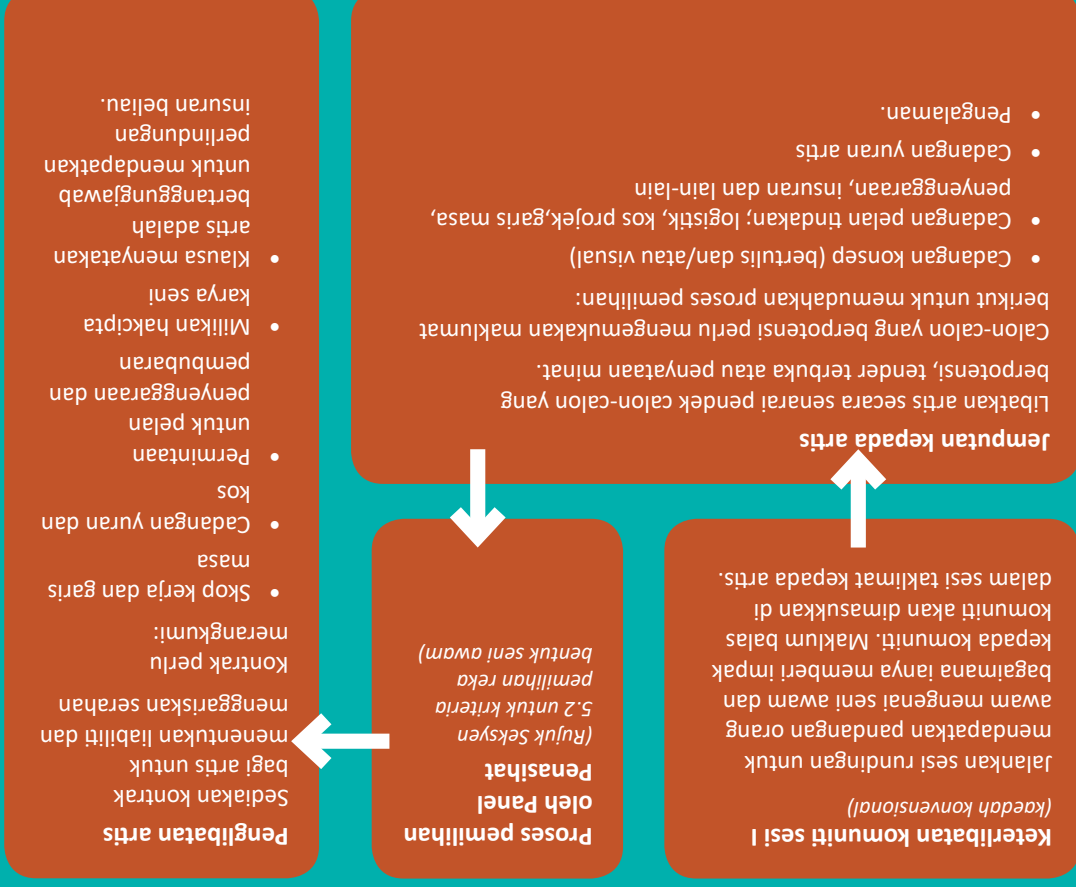 Keterlibatan komuniti sesi I
(kaedah konvensional)
Jalankan sesi rundingan untuk
mendapatkan pandangan orang
awam mengenai seni awam dan
bagaimana ianya memberi impak
kepada komuniti. Maklum balas
komuniti akan dimasukkan di
dalam sesi taklimat kepada artis.
Jemputan kepada artis
Libatkan artis secara senarai pendek calon-calon yang
berpotensi, tender terbuka atau penyataan minat.
Calon-calon yang berpotensi perlu mengemukakan maklumat
berikut untuk memudahkan proses pemilihan:
• Cadangan konsep (bertulis dan/atau visual)
• Cadangan pelan tindakan; logistik, kos projek,garis masa,
penyenggaraan, insuran dan lain-lain
• Cadangan yuran artis
• Pengalaman.
Proses pemilihan
oleh Panel
Penasihat
(Rujuk Seksyen
5.2 untuk kriteria
pemilihan reka
bentuk seni awam)
Penglibatan artis
Sediakan kontrak
bagi artis untuk
menentukan liabiliti dan
menggariskan serahan
Kontrak perlu
merangkumi:
• Skop kerja dan garis
masa
• Cadangan yuran dan
kos
• Permintaan
untuk pelan
penyenggaraan dan
pembubaran
• Milikan hakcipta
karya seni
• Klausa menyatakan
artis adalah
bertanggungjawab
untuk mendapatkan
perlindungan
insuran beliau.